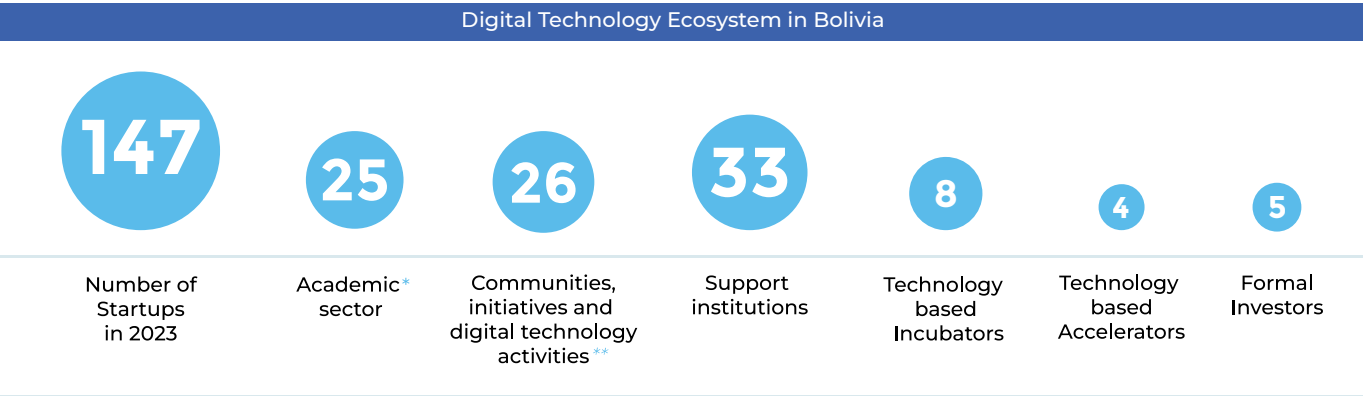 Digital Technology Ecosystem in Bolivia
147
25
26
33
8
4
5
Number of
Startups
in 2023
Academic*
sector
Communities,
initiatives and
digital technology
activities**
Support
institutions
Technology
based
Incubators
Technology
based
Accelerators
Formal
Investors